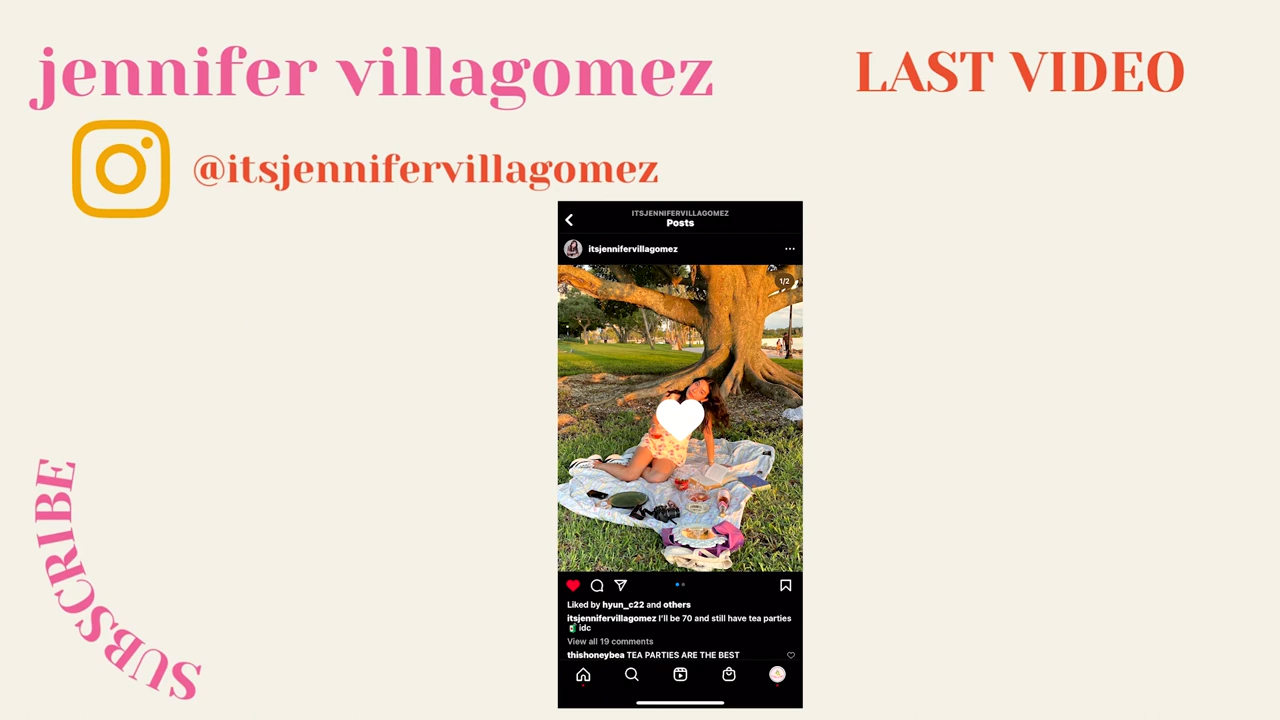 jennifer villagomez
LAST VIDEO
@itsjennifervillagomez
ITSJENNIFERVILLAGOMEZ
Posts
itsjennifervillagomez
1/2
Liked by hyun_c22 and others
itsjennifervillagomez I'll be 70 and still have tea parties
idc
View all 19 comments
thishoneybea TEA PARTIES ARE THE BEST
SUBSCRIBE